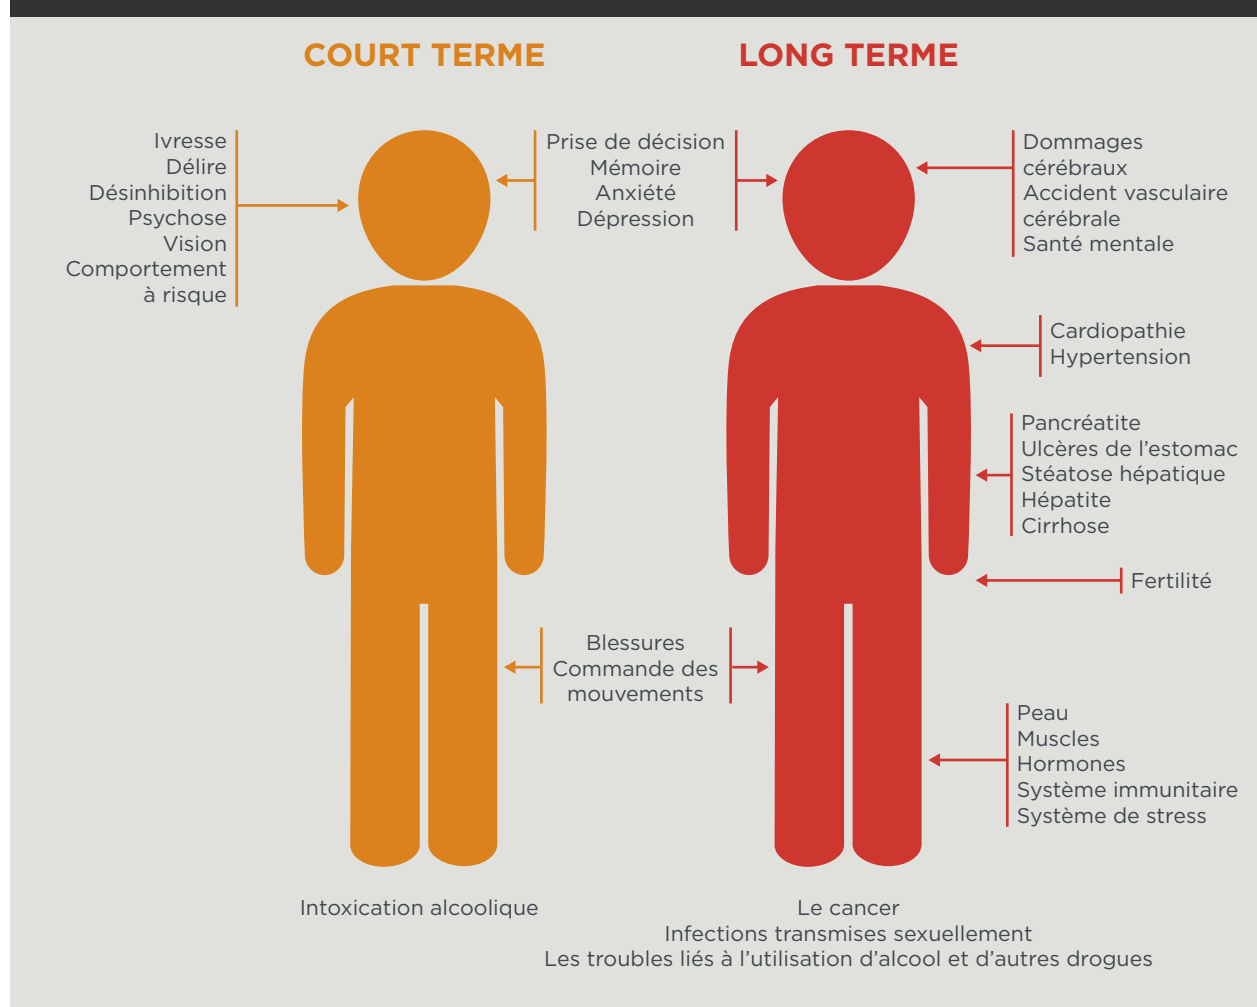 COURT TERME
LONG TERME
Ivresse
Délire
Désinhibition
Psychose
Vision
Comportement
à risque
Prise de décision
Mémoire
Anxiété
Dépression
Dommages
cérébraux
Accident vasculaire
cérébrale
Santé mentale
Cardiopathie
Hypertension
Pancréatite
Ulcères de l’estomac
Stéatose hépatique
Hépatite
Cirrhose
Fertilité
Blessures
Commande des
mouvements
Peau
Muscles
Hormones
Système immunitaire
Système de stress
Intoxication alcoolique
Le cancer
Infections transmises sexuellement
Les troubles liés à l’utilisation d’alcool et d’autres drogues